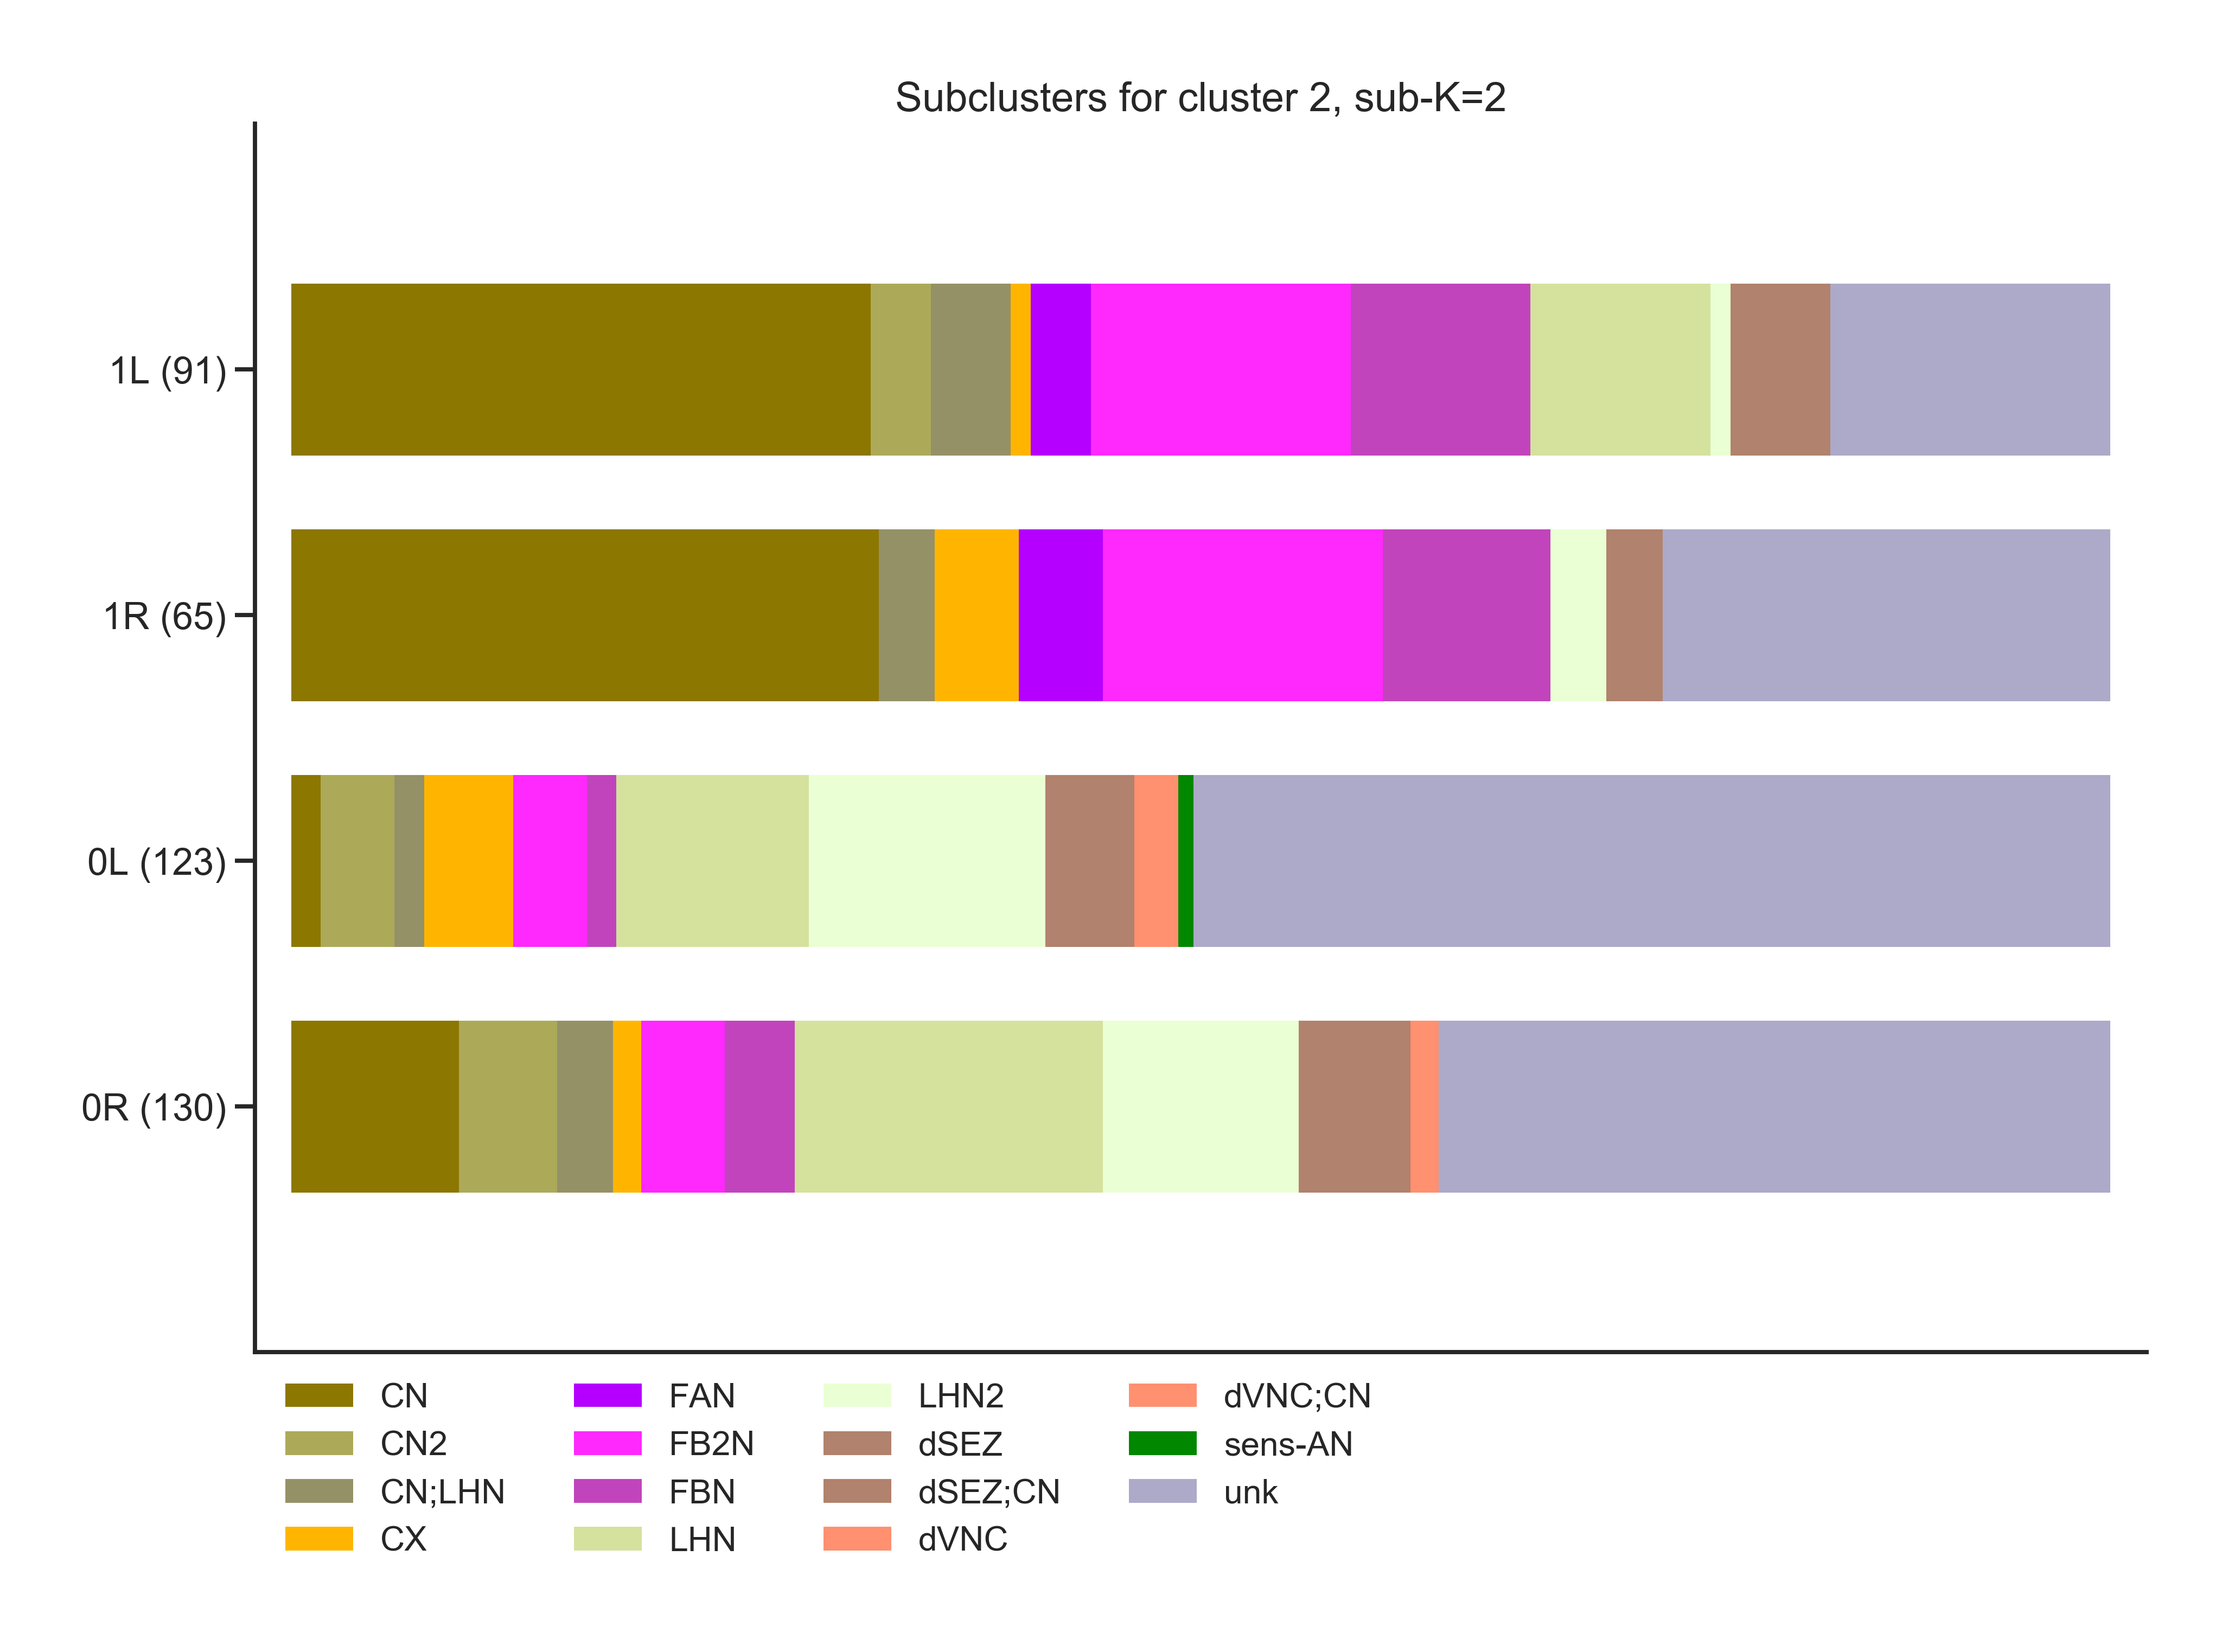 Subclusters for cluster 2, sub-K=2
1L (91)
1R (65)
0L (123)
0R (130)
CN
CN2
CN;LHN
CX
FAN
FB2N
FBN
LHN
LHN2
dSEZ
dSEZ;CN
dVNC
dVNC;CN
sens-AN
unk